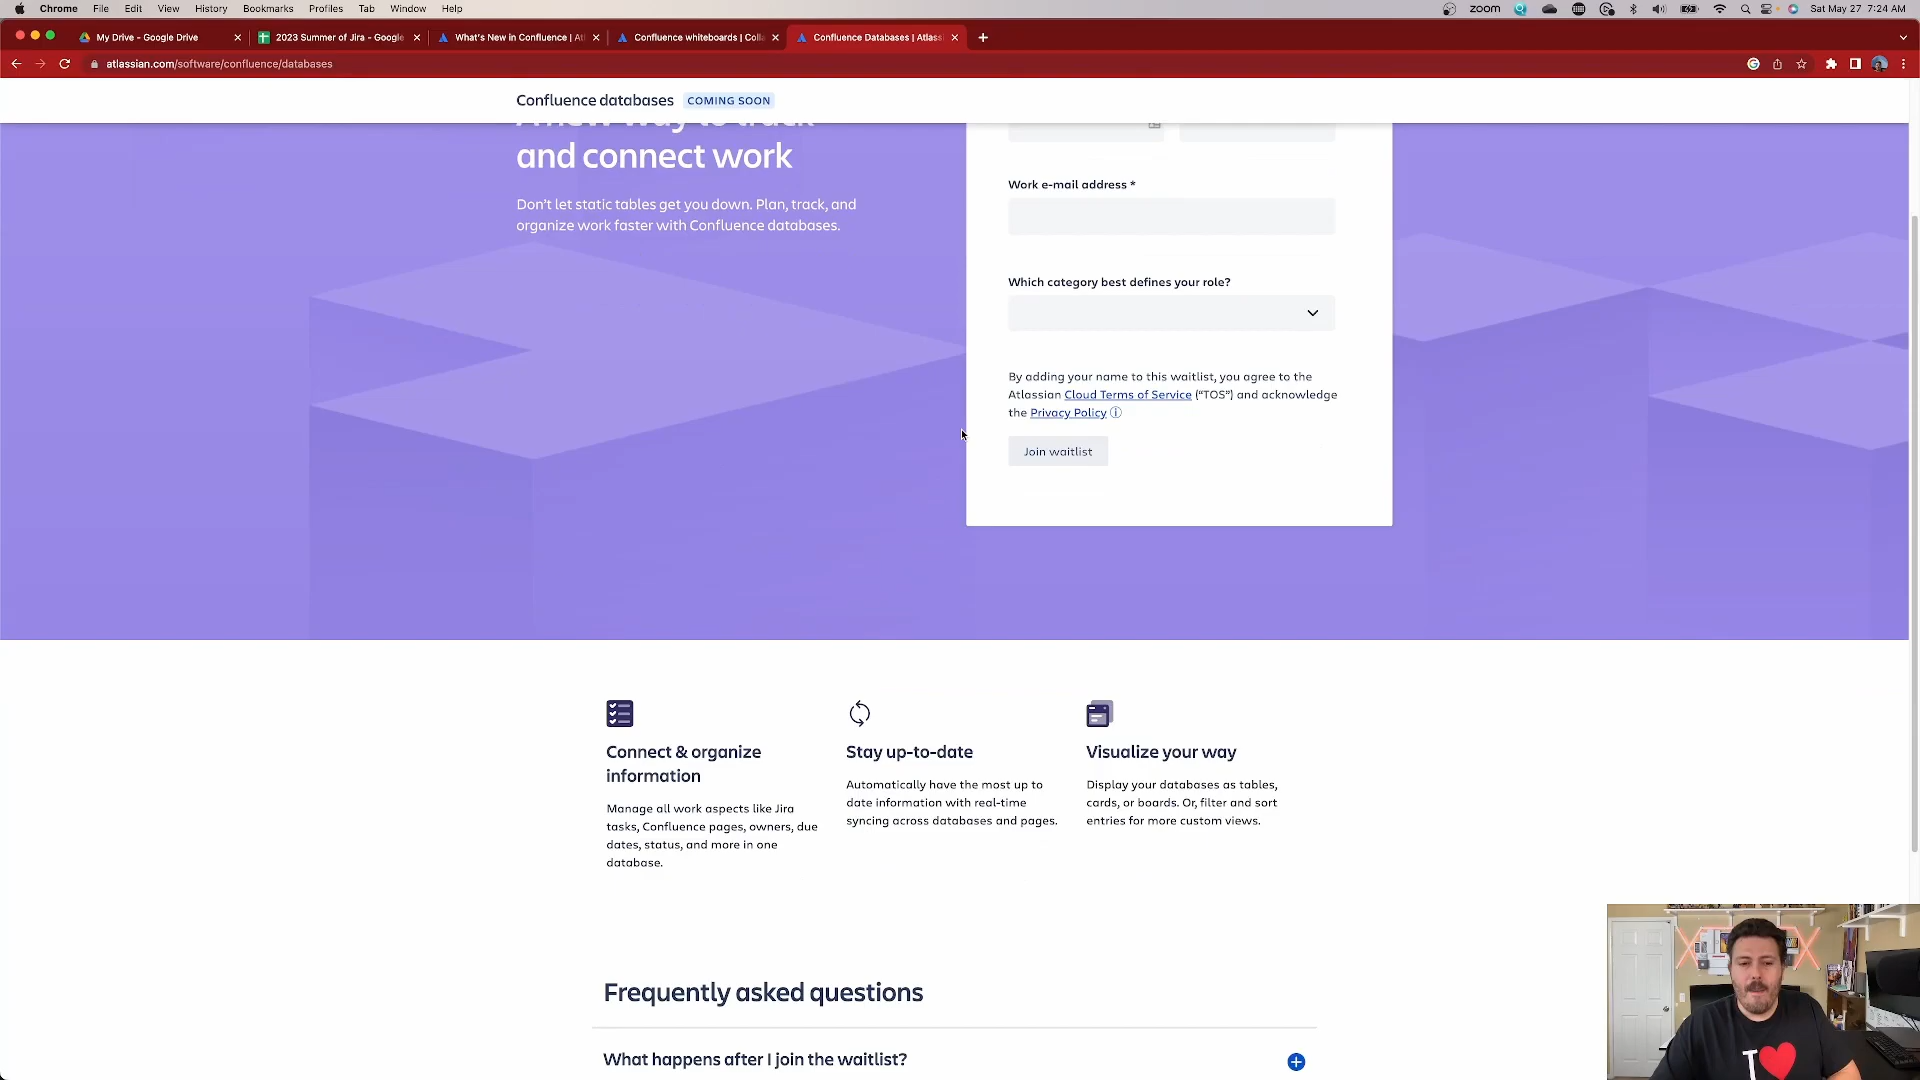 Chrome File Edit View History Bookmarks Profiles Tab Window Help
zoom Sat May 27 7:24 AM
My Drive - Google Drive
2023 Summer of Jira - Google
What's New in Confluence | At
Confluence whiteboards | Coll
Confluence Databases | Atlass
atlassian.com/software/confluence/databases
Confluence databases COMING SOON
A new way to track
and connect work
Don't let static tables get you down. Plan, track, and
organize work faster with Confluence databases.
Work e-mail address *
Which category best defines your role?
By adding your name to this waitlist, you agree to the
Atlassian Cloud Terms of Service ("TOS") and acknowledge
the Privacy Policy
Join waitlist
Connect & organize
information
Manage all work aspects like Jira
tasks, Confluence pages, owners, due
dates, status, and more in one
database.
Stay up-to-date
Automatically have the most up to
date information with real-time
syncing across databases and pages.
Visualize your way
Display your databases as tables,
cards, or boards. Or, filter and sort
entries for more custom views.
Frequently asked questions
What happens after I join the waitlist?
I